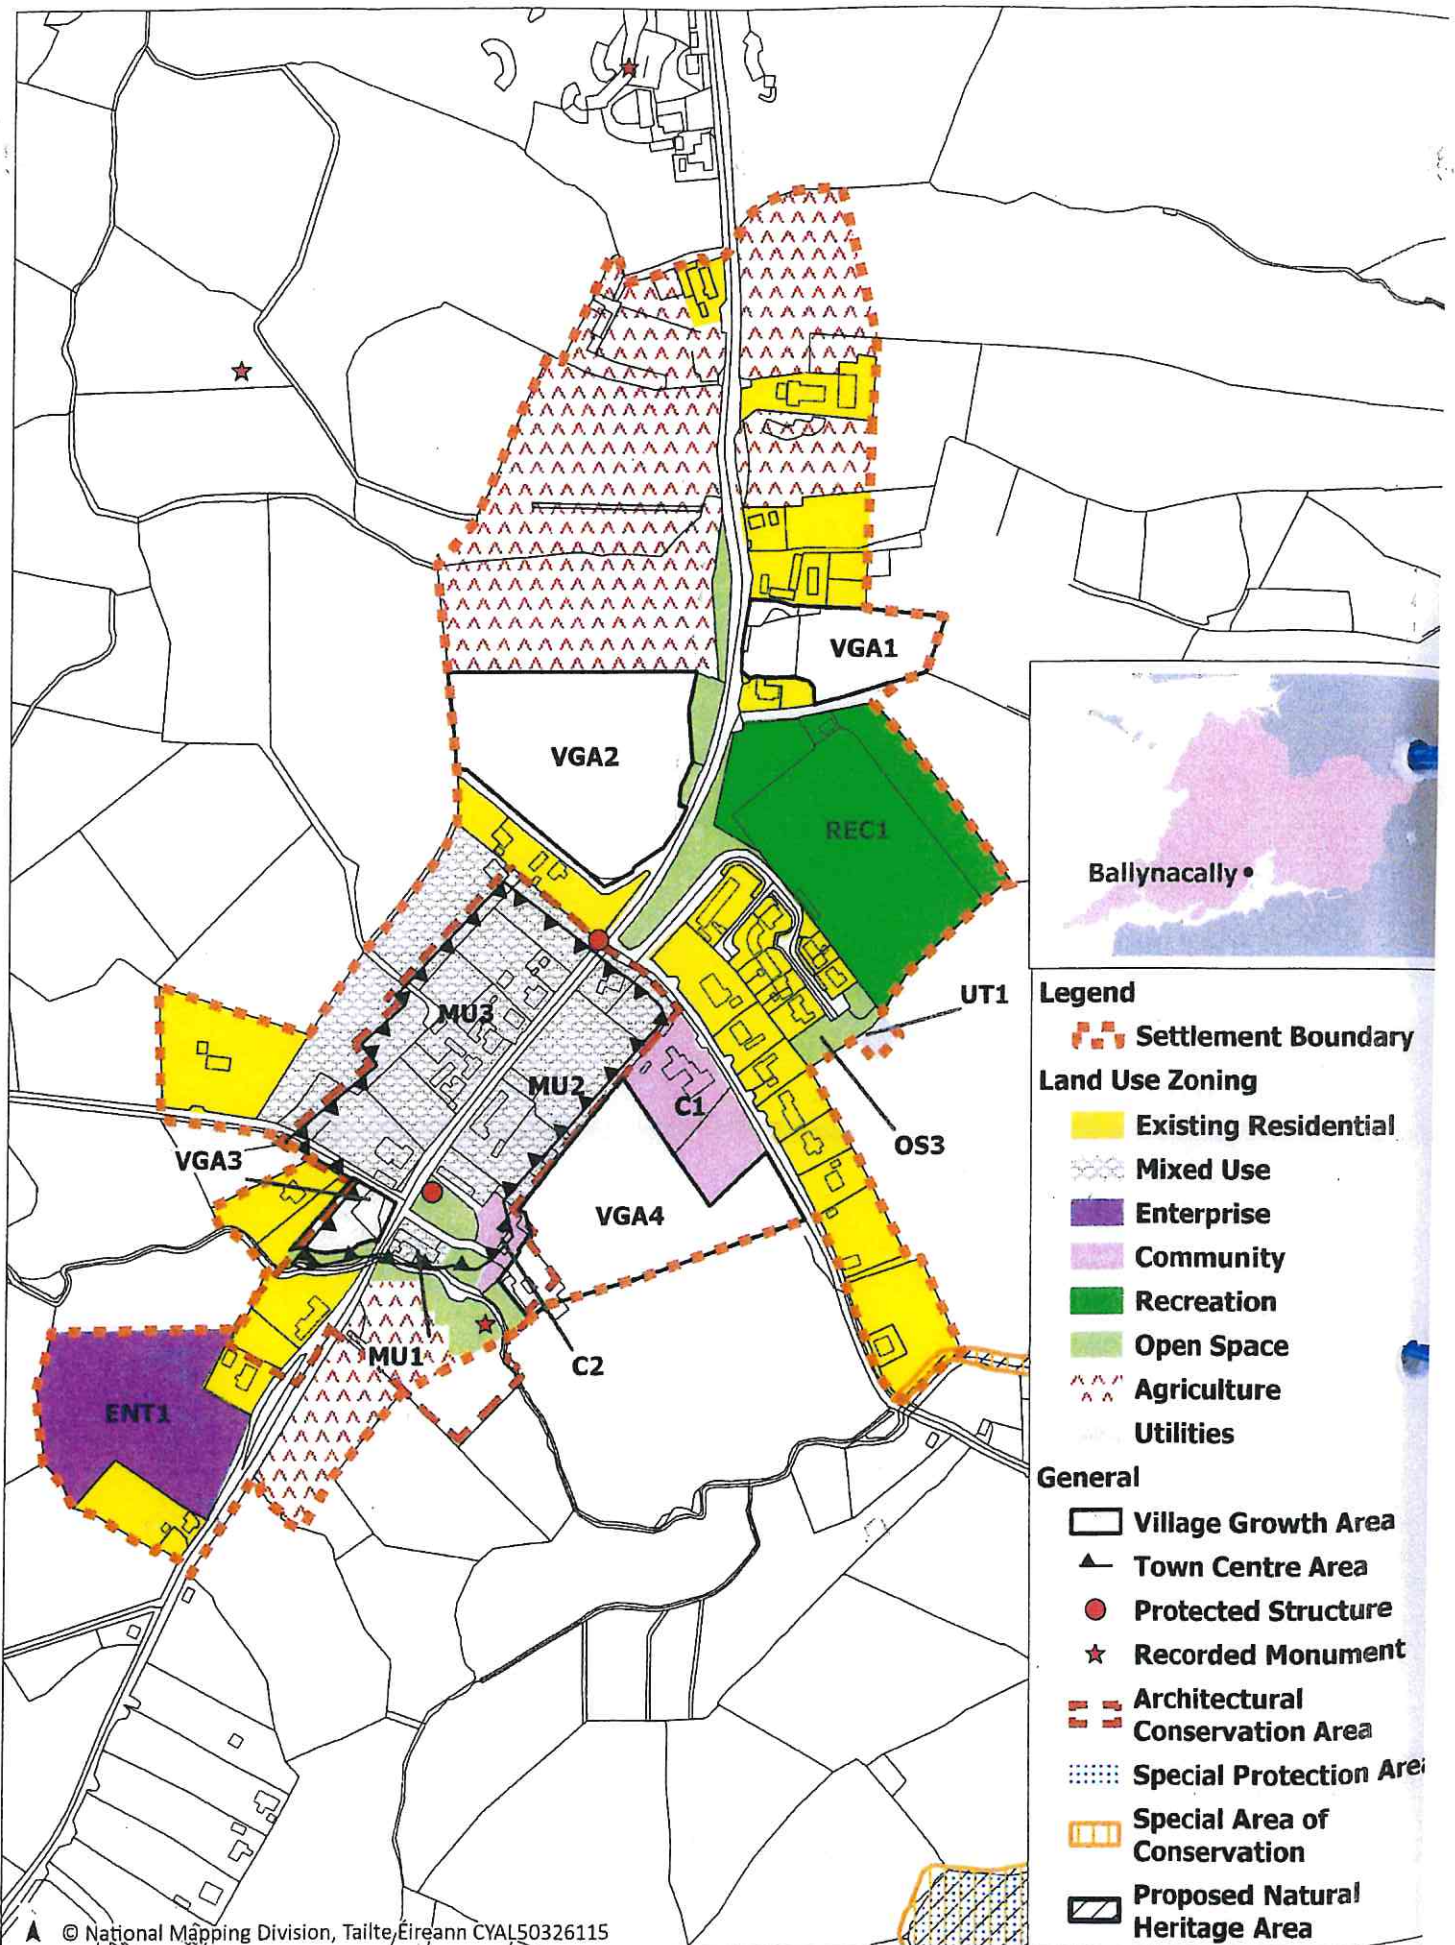 VGA1
VGA2
REC1
Ballynacally
MU3
UT1
MU2
C1
OS3
VGA3
VGA4
MU1
C2
ENT1
Legend
Settlement Boundary
Land Use Zoning
Existing Residential
Mixed Use
Enterprise
Community
Recreation
Open Space
Agriculture
Utilities
General
Village Growth Area
Town Centre Area
Protected Structure
Recorded Monument
Architectural
Conservation Area
Special Protection Area
Special Area of
Conservation
Proposed Natural
Heritage Area
© National Mapping Division, Tailte Éireann CYAL50326115